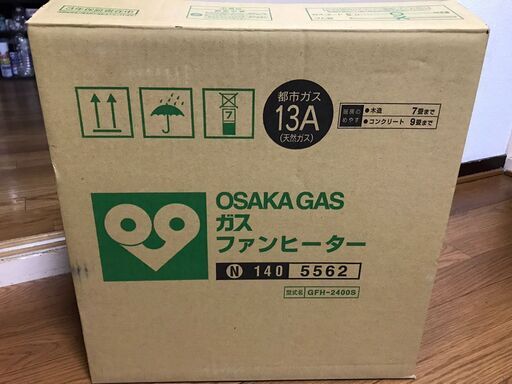 7
都市ガス
13A
(天然ガス)
暖房の
めやす
●木造 7畳まで
●コンクリート 9畳まで
OSAKA GAS
ガス
ファンヒーター
N 140 5562
型式名 GFH-2400S